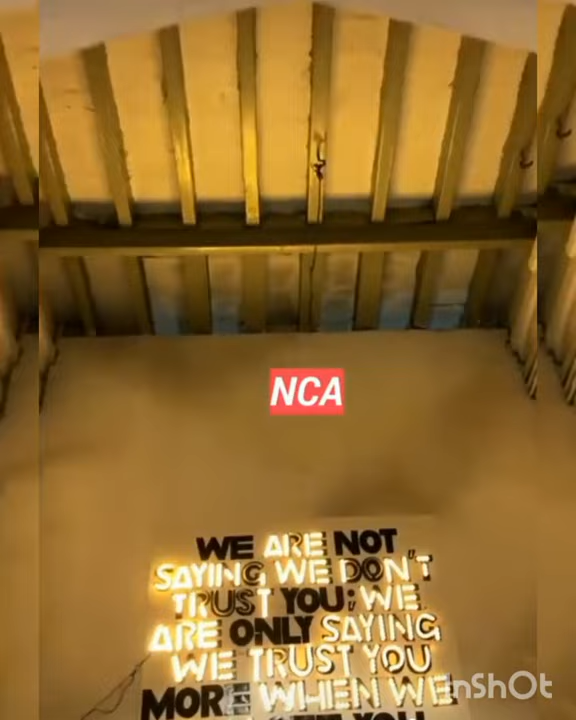 NCA
WE ARE NOT
SAYING WE DON'T
TRUST YOU; WE
ARE ONLY SAYING
WE TRUST YOU
MORE WHEN WE
YOU
InShOt